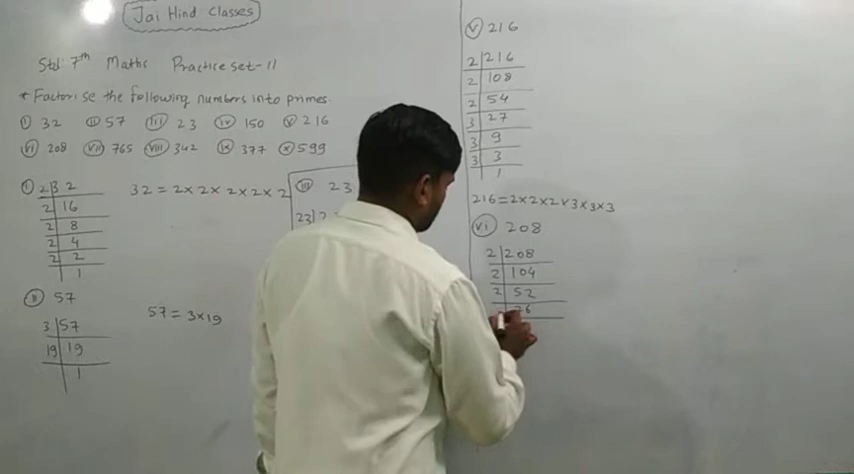 Jai Hind Classes
Std: 7th Maths Practice set-11
* Factorise the following numbers into primes.
(i) 32 (ii) 57 (iii) 23 (iv) 150 (v) 216
(vi) 208 (vii) 765 (viii) 342 (ix) 377 (x) 599
(i) 2|32
2|16
2|8
2|4
2|2
|1
32 = 2×2×2×2×2
(ii) 57
3|57
19|19
|1
57 = 3×19
(iii) 23
23|2
(v) 216
2|216
2|108
2|54
3|27
3|9
3|3
|1
216 = 2×2×2×3×3×3
(vi) 208
2|208
2|104
2|52
26